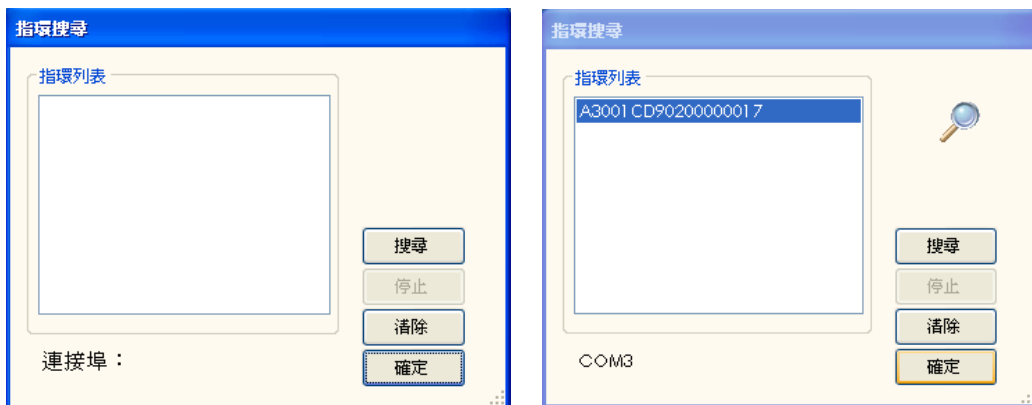 指環搜尋
指環列表
搜尋
停止
清除
連接埠：
確定
指環搜尋
指環列表
A3001CD90200000017
搜尋
停止
清除
COM3
確定